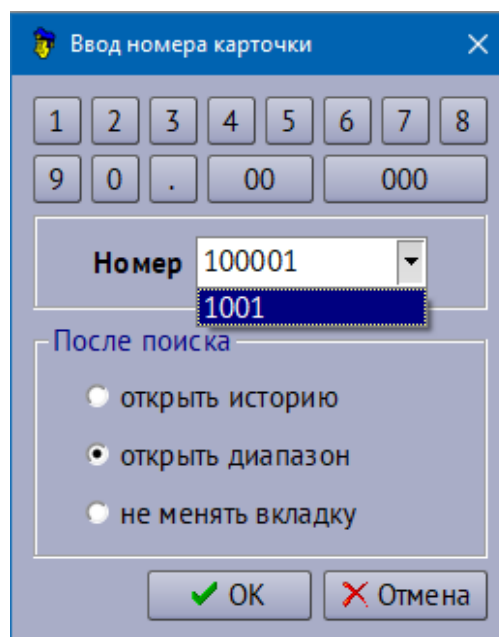 Ввод номера карточки
1 2 3 4 5 6 7 8
9 0 . 00 000
Номер 100001
1001
После поиска
открыть историю
открыть диапазон
не менять вкладку
OK Отмена